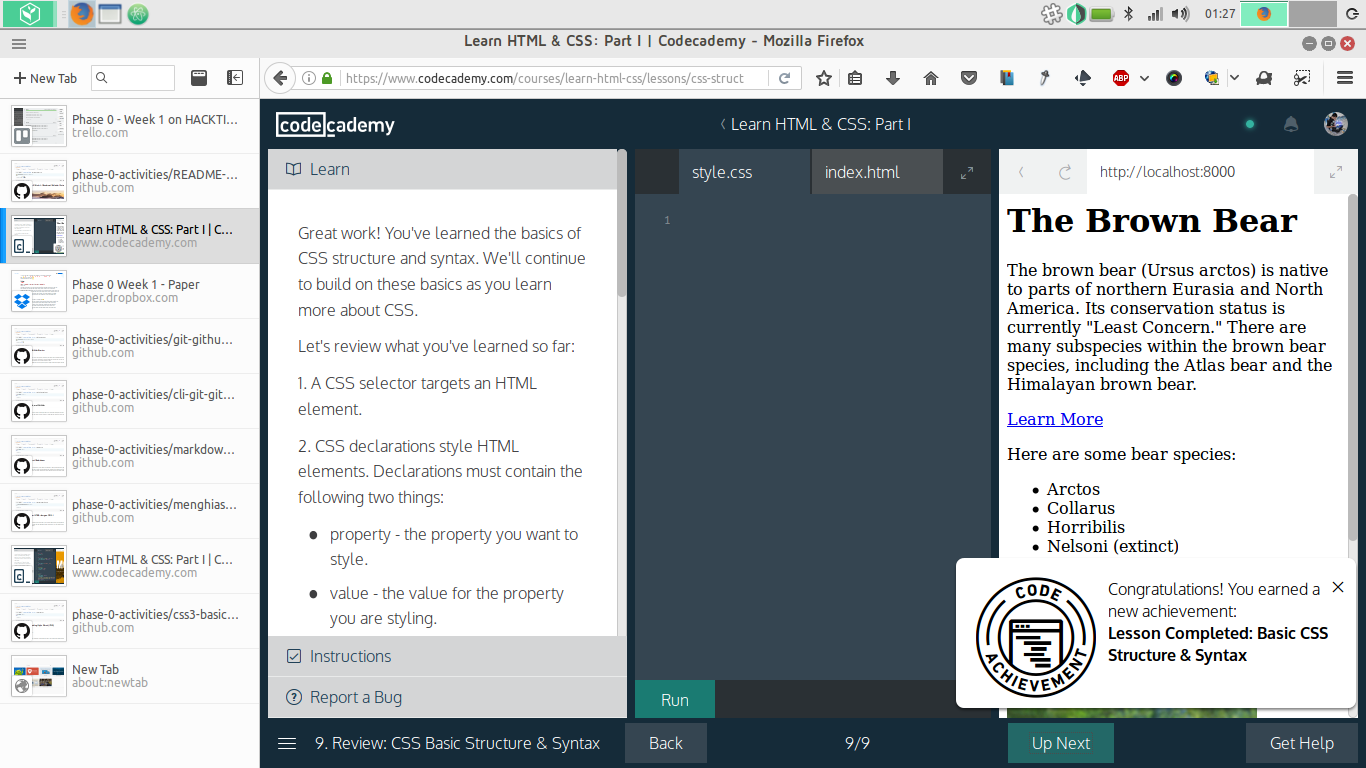 01:27
Learn HTML & CSS: Part I | Codecademy - Mozilla Firefox
New Tab
https://www.codecademy.com/courses/learn-html-css/lessons/css-struct
ABP
Phase 0 - Week 1 on HACKTI...
trello.com
phase-0-activities/README-...
github.com
Learn HTML & CSS: Part I | C...
www.codecademy.com
Phase 0 Week 1 - Paper
paper.dropbox.com
phase-0-activities/git-githu...
github.com
phase-0-activities/cli-git-git...
github.com
phase-0-activities/markdow...
github.com
phase-0-activities/menghias...
github.com
Learn HTML & CSS: Part I | C...
www.codecademy.com
phase-0-activities/css3-basic...
github.com
New Tab
about:newtab
codecademy
Learn HTML & CSS: Part I
Learn
Great work! You've learned the basics of
CSS structure and syntax. We'll continue
to build on these basics as you learn
more about CSS.
Let's review what you've learned so far:
1. A CSS selector targets an HTML
element.
2. CSS declarations style HTML
elements. Declarations must contain the
following two things:
● property - the property you want to
style.
● value - the value for the property
you are styling.
Instructions
Report a Bug
style.css
index.html
1
Run
http://localhost:8000
The Brown Bear
The brown bear (Ursus arctos) is native
to parts of northern Eurasia and North
America. Its conservation status is
currently "Least Concern." There are
many subspecies within the brown bear
species, including the Atlas bear and the
Himalayan brown bear.
Learn More
Here are some bear species:
• Arctos
• Collarus
• Horribilis
• Nelsoni (extinct)
CODE
ACHIEVEMENT
Congratulations! You earned a
new achievement:
Lesson Completed: Basic CSS
Structure & Syntax
9. Review: CSS Basic Structure & Syntax
Back
9/9
Up Next
Get Help